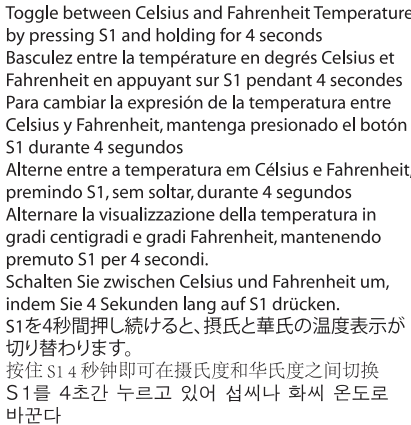 Toggle between Celsius and Fahrenheit Temperature
by pressing S1 and holding for 4 seconds
Basculez entre la température en degrés Celsius et
Fahrenheit en appuyant sur S1 pendant 4 secondes
Para cambiar la expresión de la temperatura entre
Celsius y Fahrenheit, mantenga presionado el botón
S1 durante 4 segundos
Alterne entre a temperatura em Célsius e Fahrenheit,
premindo S1, sem soltar, durante 4 segundos
Alternare la visualizzazione della temperatura in
gradi centigradi e gradi Fahrenheit, mantenendo
premuto S1 per 4 secondi.
Schalten Sie zwischen Celsius und Fahrenheit um,
indem Sie 4 Sekunden lang auf S1 drücken.
S1を4秒間押し続けると、摂氏と華氏の温度表示が
切り替わります。
按住 S1 4 秒钟即可在摄氏度和华氏度之间切换
S1를 4초간 누르고 있어 섭씨나 화씨 온도로
바꾼다